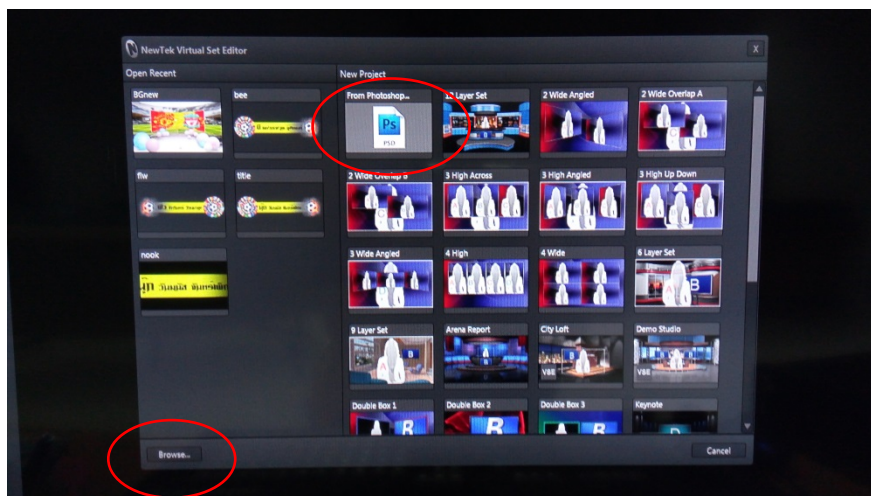 NewTek Virtual Set Editor
X
Open Recent
New Project
BGnew
bee
From Photoshop...
12 Layer Set
2 Wide Angled
2 Wide Overlap A
Ps
PSD
flw
title
2 Wide Overlap B
3 High Across
3 High Angled
3 High Up Down
nook
3 Wide Angled
4 High
4 Wide
6 Layer Set
A
B
9 Layer Set
Arena Report
City Loft
Demo Studio
A
B
VSE
VSE
Double Box 1
Double Box 2
Double Box 3
Keynote
B
B
B
Browse...
Cancel